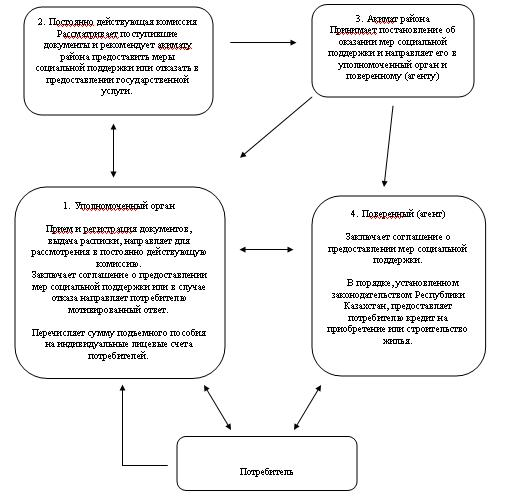 2. Постоянно действующая комиссия
Рассматривает поступившие
документы и рекомендует акимату
района предоставить меры
социальной поддержки или отказать в
предоставлении государственной
услуги.
3. Акимат района
Принимает постановление об
оказании мер социальной
поддержки и направляет его в
уполномоченный орган и
поверенному (агенту)
1. Уполномоченный орган
Прием и регистрация документов,
выдача расписки, направляет для
рассмотрения в постоянно действующую
комиссию.
Заключает соглашение о предоставлении
мер социальной поддержки или в случае
отказа направляет потребителю
мотивированный ответ.
Перечисляет сумму подъемного пособия
на индивидуальные лицевые счета
потребителей.
4. Поверенный (агент)
Заключает соглашение о
предоставлении мер социальной
поддержки.
В порядке, установленном
законодательством Республики
Казахстан, предоставляет
потребителю кредит на
приобретение или строительство
жилья.
Потребитель